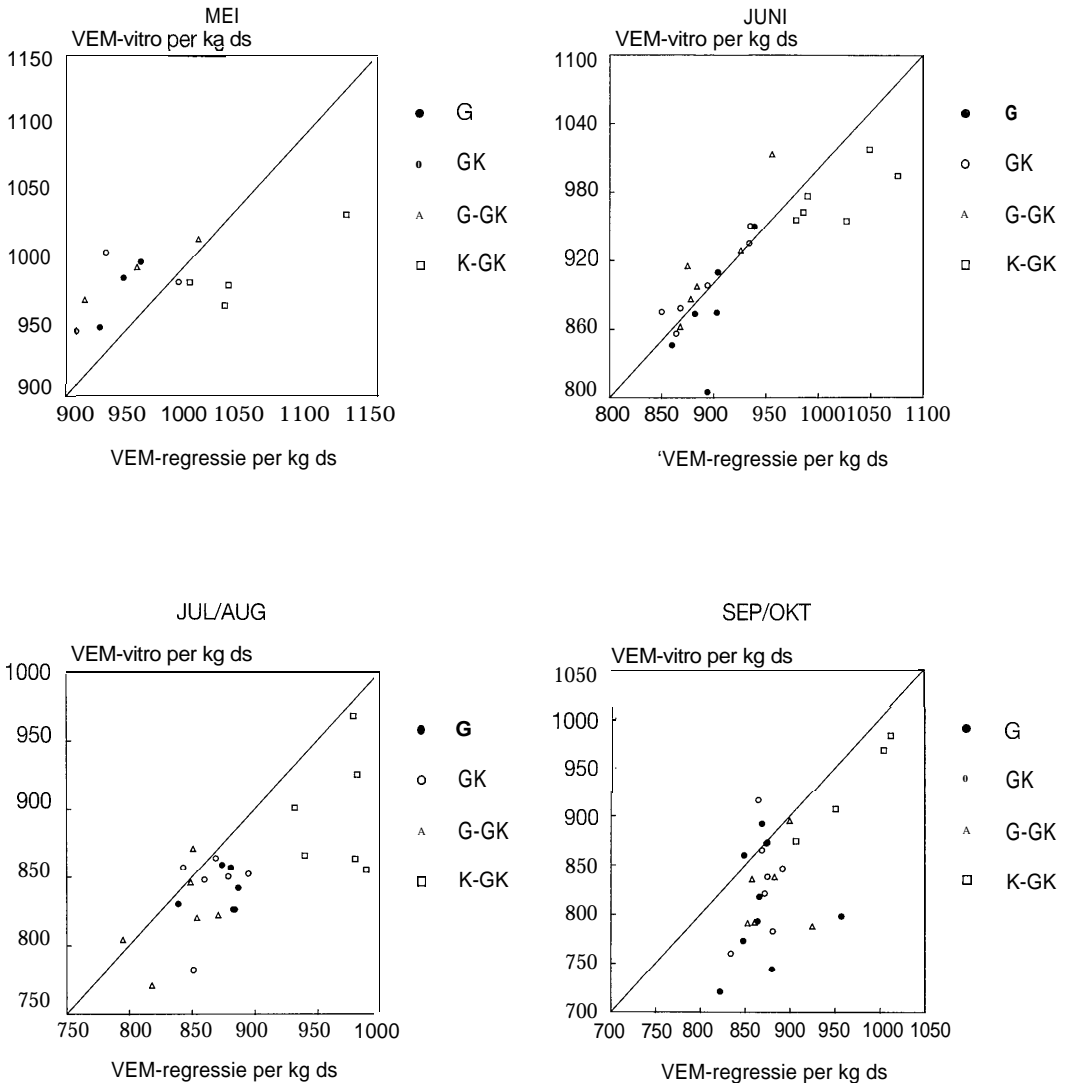 MEI
VEM-vitro per kg ds
1150
1100
1050
1000
950
900
900 950 1000 1050 1100 1150
VEM-regressie per kg ds
G
GK
G-GK
K-GK
JUNI
VEM-vitro per kg ds
1100
1040
980
920
860
800
800 850 900 950 1000 1050 1100
‘VEM-regressie per kg ds
G
GK
G-GK
K-GK
JUL/AUG
VEM-vitro per kg ds
1000
950
900
850
800
750
750 800 850 900 950 1000
VEM-regressie per kg ds
G
GK
G-GK
K-GK
SEP/OKT
VEM-vitro per kg ds
1050
1000
950
900
850
800
750
700
700 750 800 850 900 950 1000 1050
VEM-regressie per kg ds
G
GK
G-GK
K-GK